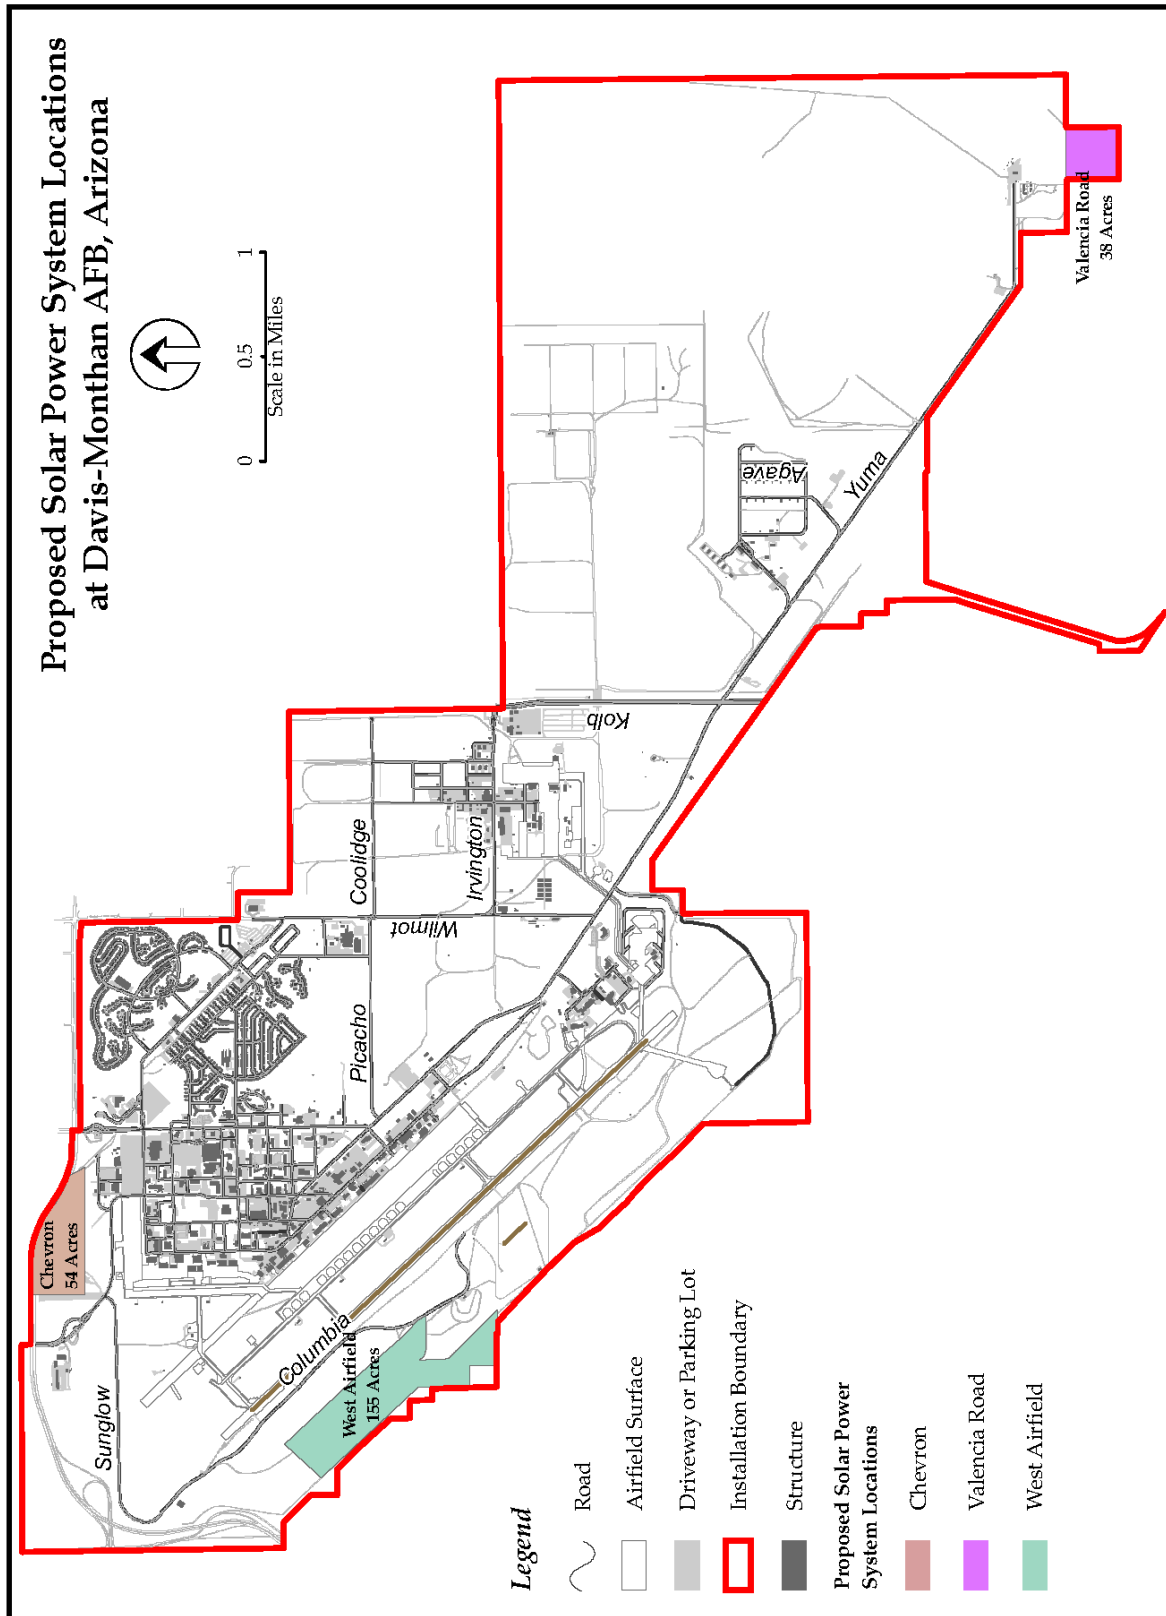 Proposed Solar Power System Locations
at Davis-Monthan AFB, Arizona
0
0.5
1
Scale in Miles
Chevron
54 Acres
Sunglow
Columbia
West Airfield
155 Acres
Picacho
Coolidge
Wilmot
Irvington
Kolb
Agave
Yuma
Valencia Road
38 Acres
Legend
Road
Airfield Surface
Driveway or Parking Lot
Installation Boundary
Structure
Proposed Solar Power
System Locations
Chevron
Valencia Road
West Airfield